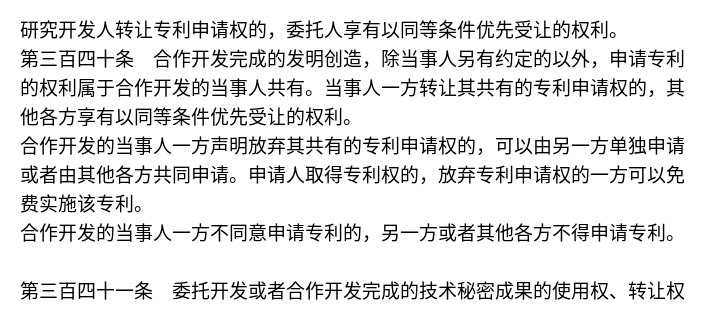 研究开发人转让专利申请权的，委托人享有以同等条件优先受让的权利。
第三百四十条　合作开发完成的发明创造，除当事人另有约定的以外，申请专利
的权利属于合作开发的当事人共有。当事人一方转让其共有的专利申请权的，其
他各方享有以同等条件优先受让的权利。
合作开发的当事人一方声明放弃其共有的专利申请权的，可以由另一方单独申请
或者由其他各方共同申请。申请人取得专利权的，放弃专利申请权的一方可以免
费实施该专利。
合作开发的当事人一方不同意申请专利的，另一方或者其他各方不得申请专利。
第三百四十一条　委托开发或者合作开发完成的技术秘密成果的使用权、转让权